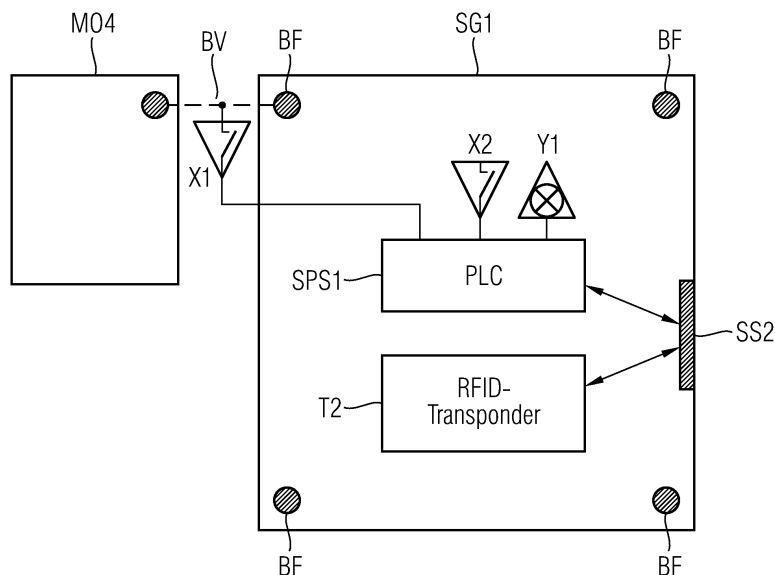 MO4
BV
BF
SG1
BF
X1
X2
Y1
SPS1
PLC
SS2
T2
RFID-
Transponder
BF
BF